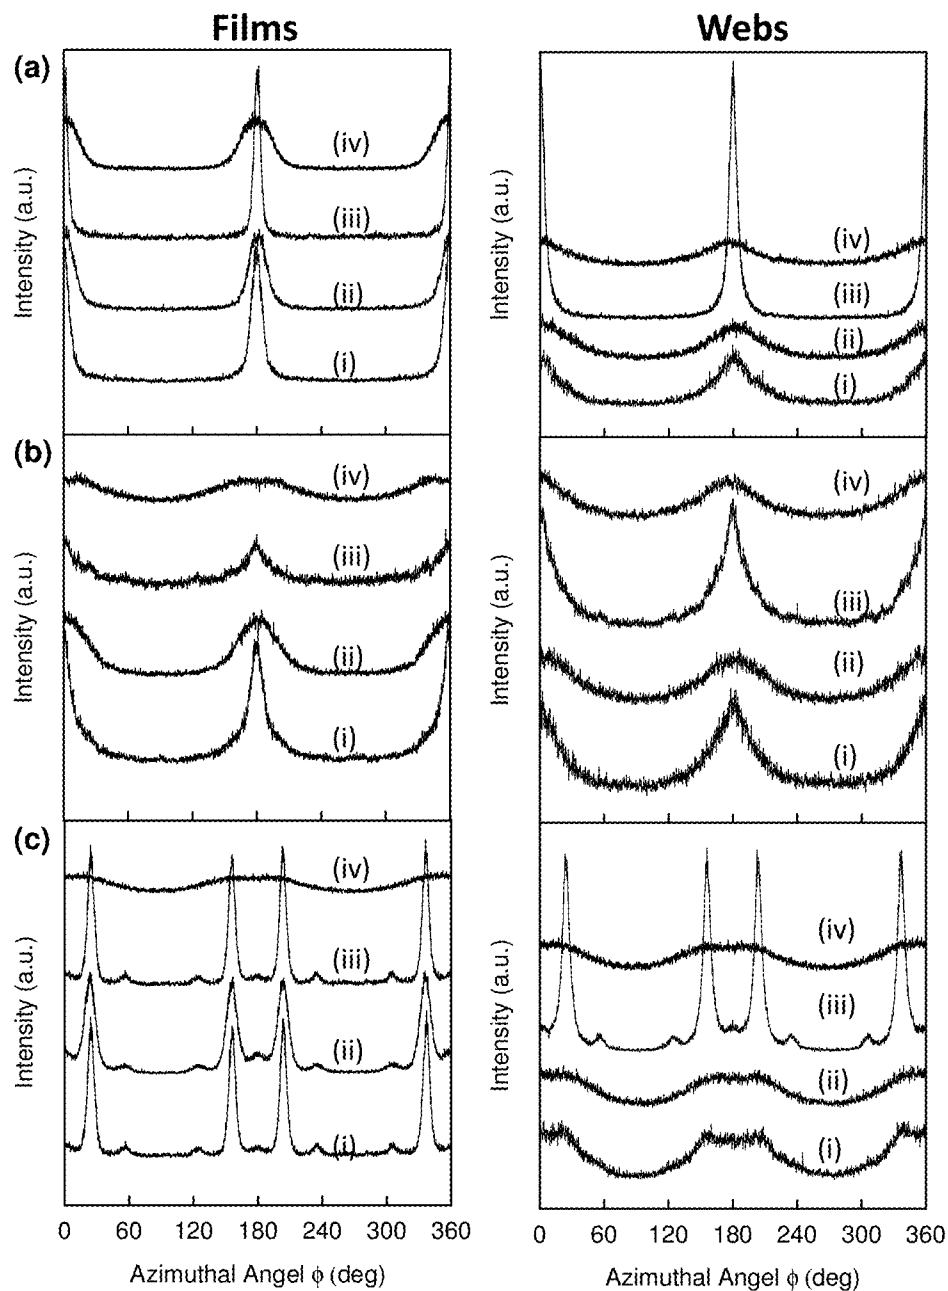 Films
Webs
(a)
Intensity (a.u.)
(iv)
(iii)
(ii)
(i)
Intensity (a.u.)
(iv)
(iii)
(ii)
(i)
(b)
Intensity (a.u.)
(iv)
(iii)
(ii)
(i)
Intensity (a.u.)
(iv)
(iii)
(ii)
(i)
(c)
Intensity (a.u.)
(iv)
(iii)
(ii)
(i)
0 60 120 180 240 300 360
Azimuthal Angel ϕ (deg)
Intensity (a.u.)
(iv)
(iii)
(ii)
(i)
0 60 120 180 240 300 360
Azimuthal Angel ϕ (deg)